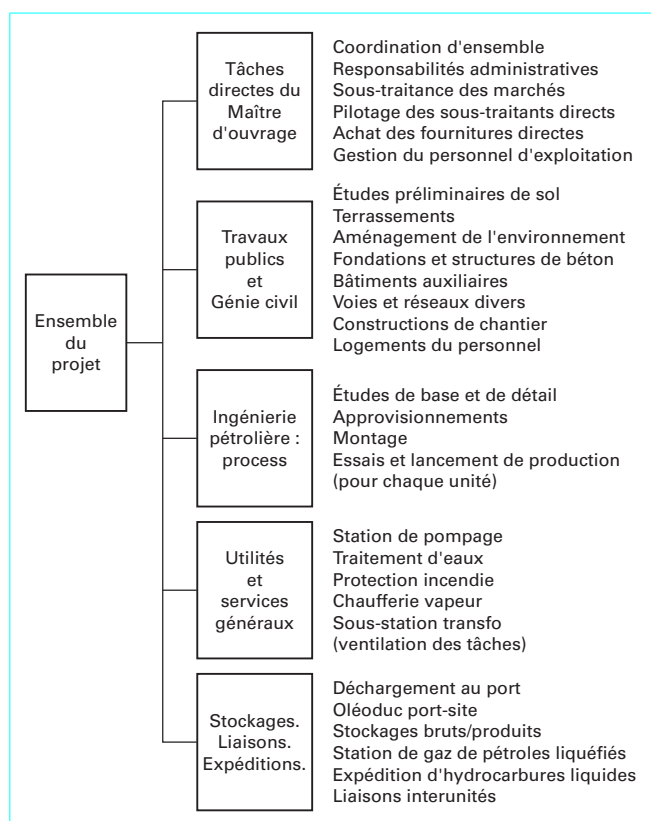 Ensemble
du
projet
Tâches
directes du
Maître
d'ouvrage
Coordination d'ensemble
Responsabilités administratives
Sous-traitance des marchés
Pilotage des sous-traitants directs
Achat des fournitures directes
Gestion du personnel d'exploitation
Travaux
publics
et
Génie civil
Études préliminaires de sol
Terrassements
Aménagement de l'environnement
Fondations et structures de béton
Bâtiments auxiliaires
Voies et réseaux divers
Constructions de chantier
Logements du personnel
Ingénierie
pétrolière :
process
Études de base et de détail
Approvisionnements
Montage
Essais et lancement de production
(pour chaque unité)
Utilités
et
services
généraux
Station de pompage
Traitement d'eaux
Protection incendie
Chaufferie vapeur
Sous-station transfo
(ventilation des tâches)
Stockages.
Liaisons.
Expéditions.
Déchargement au port
Oléoduc port-site
Stockages bruts/produits
Station de gaz de pétroles liquéfiés
Expédition d'hydrocarbures liquides
Liaisons interunités